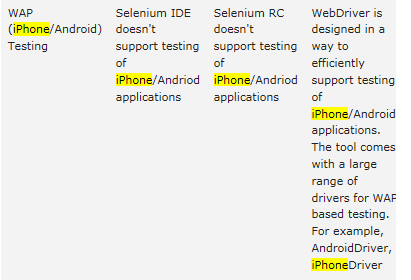 WAP
(iPhone/Android)
Testing
Selenium IDE
doesn't
support testing
of
iPhone/Andriod
applications
Selenium RC
doesn't
support testing
of
iPhone/Andriod
applications
WebDriver is
designed in a
way to
efficiently
support testing
of
iPhone/Android
applications.
The tool comes
with a large
range of
drivers for WAP
based testing.
For example,
AndroidDriver,
iPhoneDriver